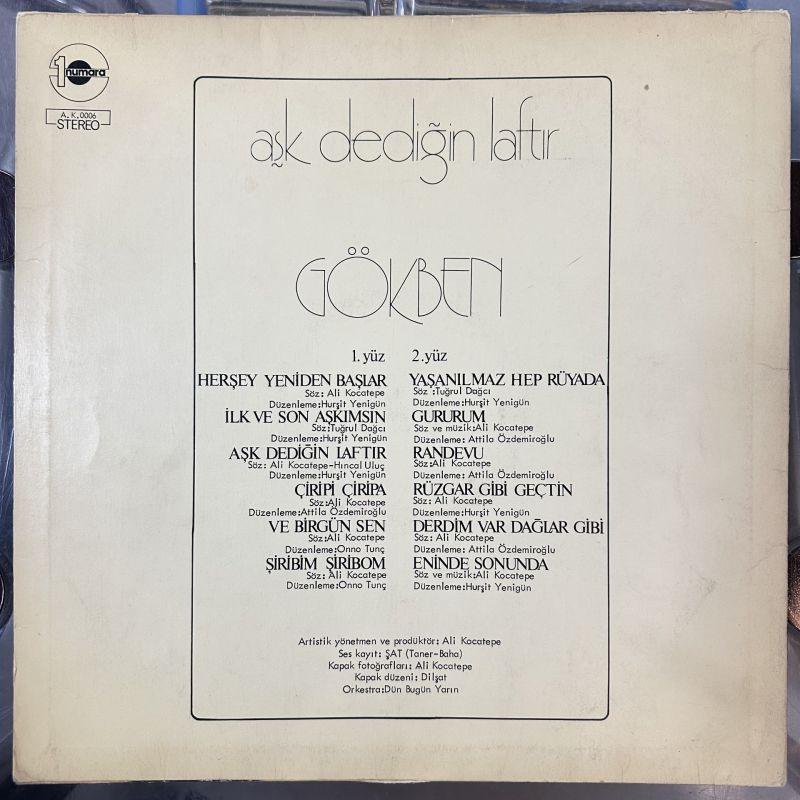 1numara
A.K.0006
STEREO
aşk dediğin laftır...
GÖKBEN
1.yüz
HERŞEY YENİDEN BAŞLAR
Söz: Ali Kocatepe
Düzenleme:Hurşit Yenigün
İLK VE SON AŞKIMSIN
Söz:Tuğrul Dağcı
Düzenleme:Hurşit Yenigün
AŞK DEDİĞİN LAFTIR
Söz: Ali Kocatepe-Hıncal Uluç
Düzenleme:Hurşit Yenigün
ÇİRİPİ ÇİRİPA
Söz:Ali Kocatepe
Düzenleme:Attila Özdemiroğlu
VE BİRGÜN SEN
Söz:Ali Kocatepe
Düzenleme:Onno Tunç
ŞİRİBİM ŞİRİBOM
Söz: Ali Kocatepe
Düzenleme:Onno Tunç
2.yüz
YAŞANILMAZ HEP RÜYADA
Söz :Tuğrul Dağcı
Düzenleme:Hurşit Yenigün
GURURUM
Söz ve müzik:Ali Kocatepe
Düzenleme: Attila Özdemiroğlu
RANDEVU
Söz:Ali Kocatepe
Düzenleme: Attila Özdemiroğlu
RÜZGAR GİBİ GEÇTİN
Söz: Ali Kocatepe
Düzenleme:Hurşit Yenigün
DERDİM VAR DAĞLAR GİBİ
Söz: Ali Kocatepe
Düzenleme: Attila Özdemiroğlu
ENİNDE SONUNDA
Söz ve müzik:Ali Kocatepe
Düzenleme:Hurşit Yenigün
Artistik yönetmen ve prodüktör: Ali Kocatepe
Ses kayıt: ŞAT (Taner-Baha)
Kapak fotoğrafları: Ali Kocatepe
Kapak düzeni: Dilşat
Orkestra:Dün Bugün Yarın